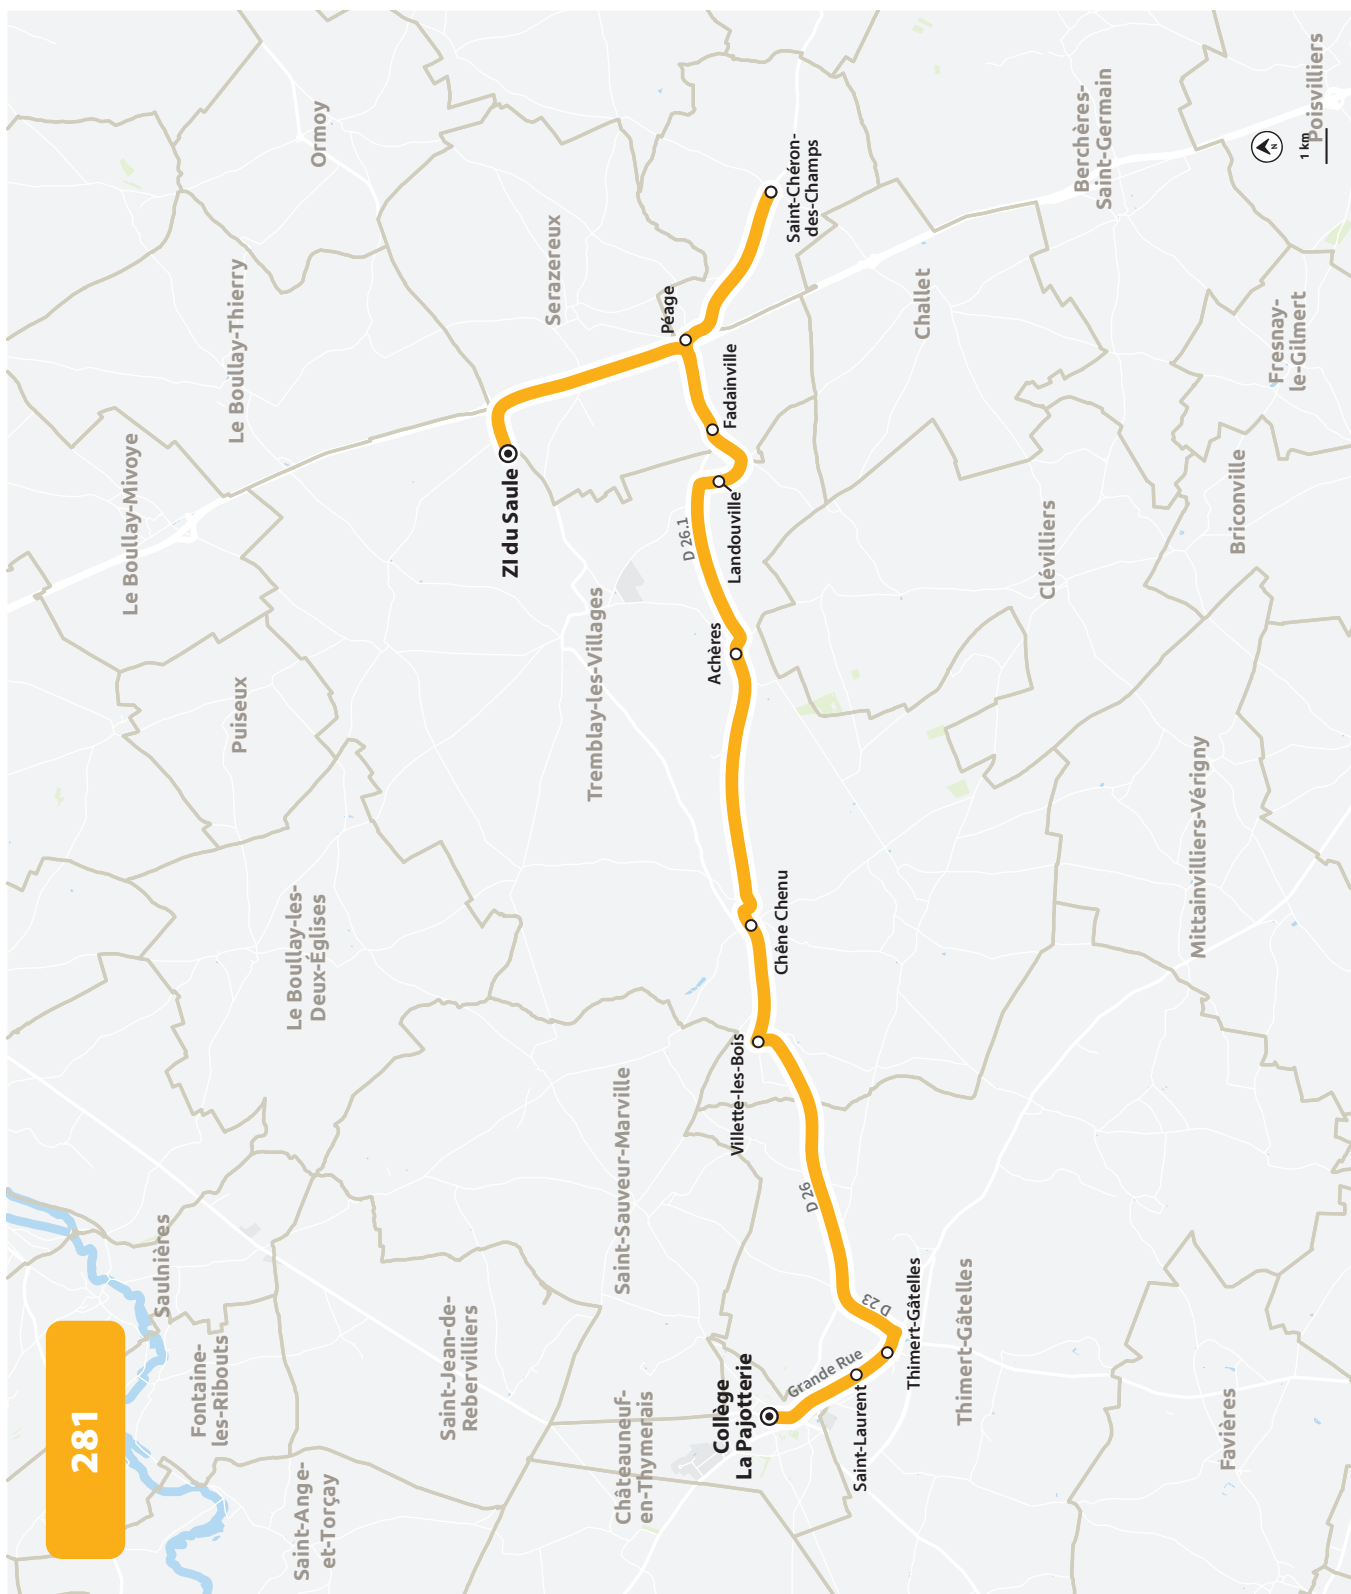 281
Saint-Ange-
et-Torçay
Fontaine-
les-Ribouts
Saulnières
Le Boullay-les-
Deux-Églises
Puiseux
Le Boullay-Mivoye
Le Boullay-Thierry
Ormoy
Saint-Jean-de-
Rebervilliers
Serazereux
ZI du Saule
Châteauneuf-
en-Thymerais
Saint-Sauveur-Marville
Tremblay-les-Villages
D 26.1
Péage
Collège
La Pajotterie
Villette-les-Bois
Achères
Landouville
Fadainville
Grande Rue
D 26
Chêne Chenu
Saint-Chéron-
des-Champs
Saint-Laurent
D 23
Thimert-Gâtelles
Thimert-Gâtelles
Challet
Clévilliers
Berchères-
Saint-Germain
Favières
Mittainvilliers-Vérigny
Briconville
Fresnay-
le-Gilmert
Poisvilliers
N
1 km